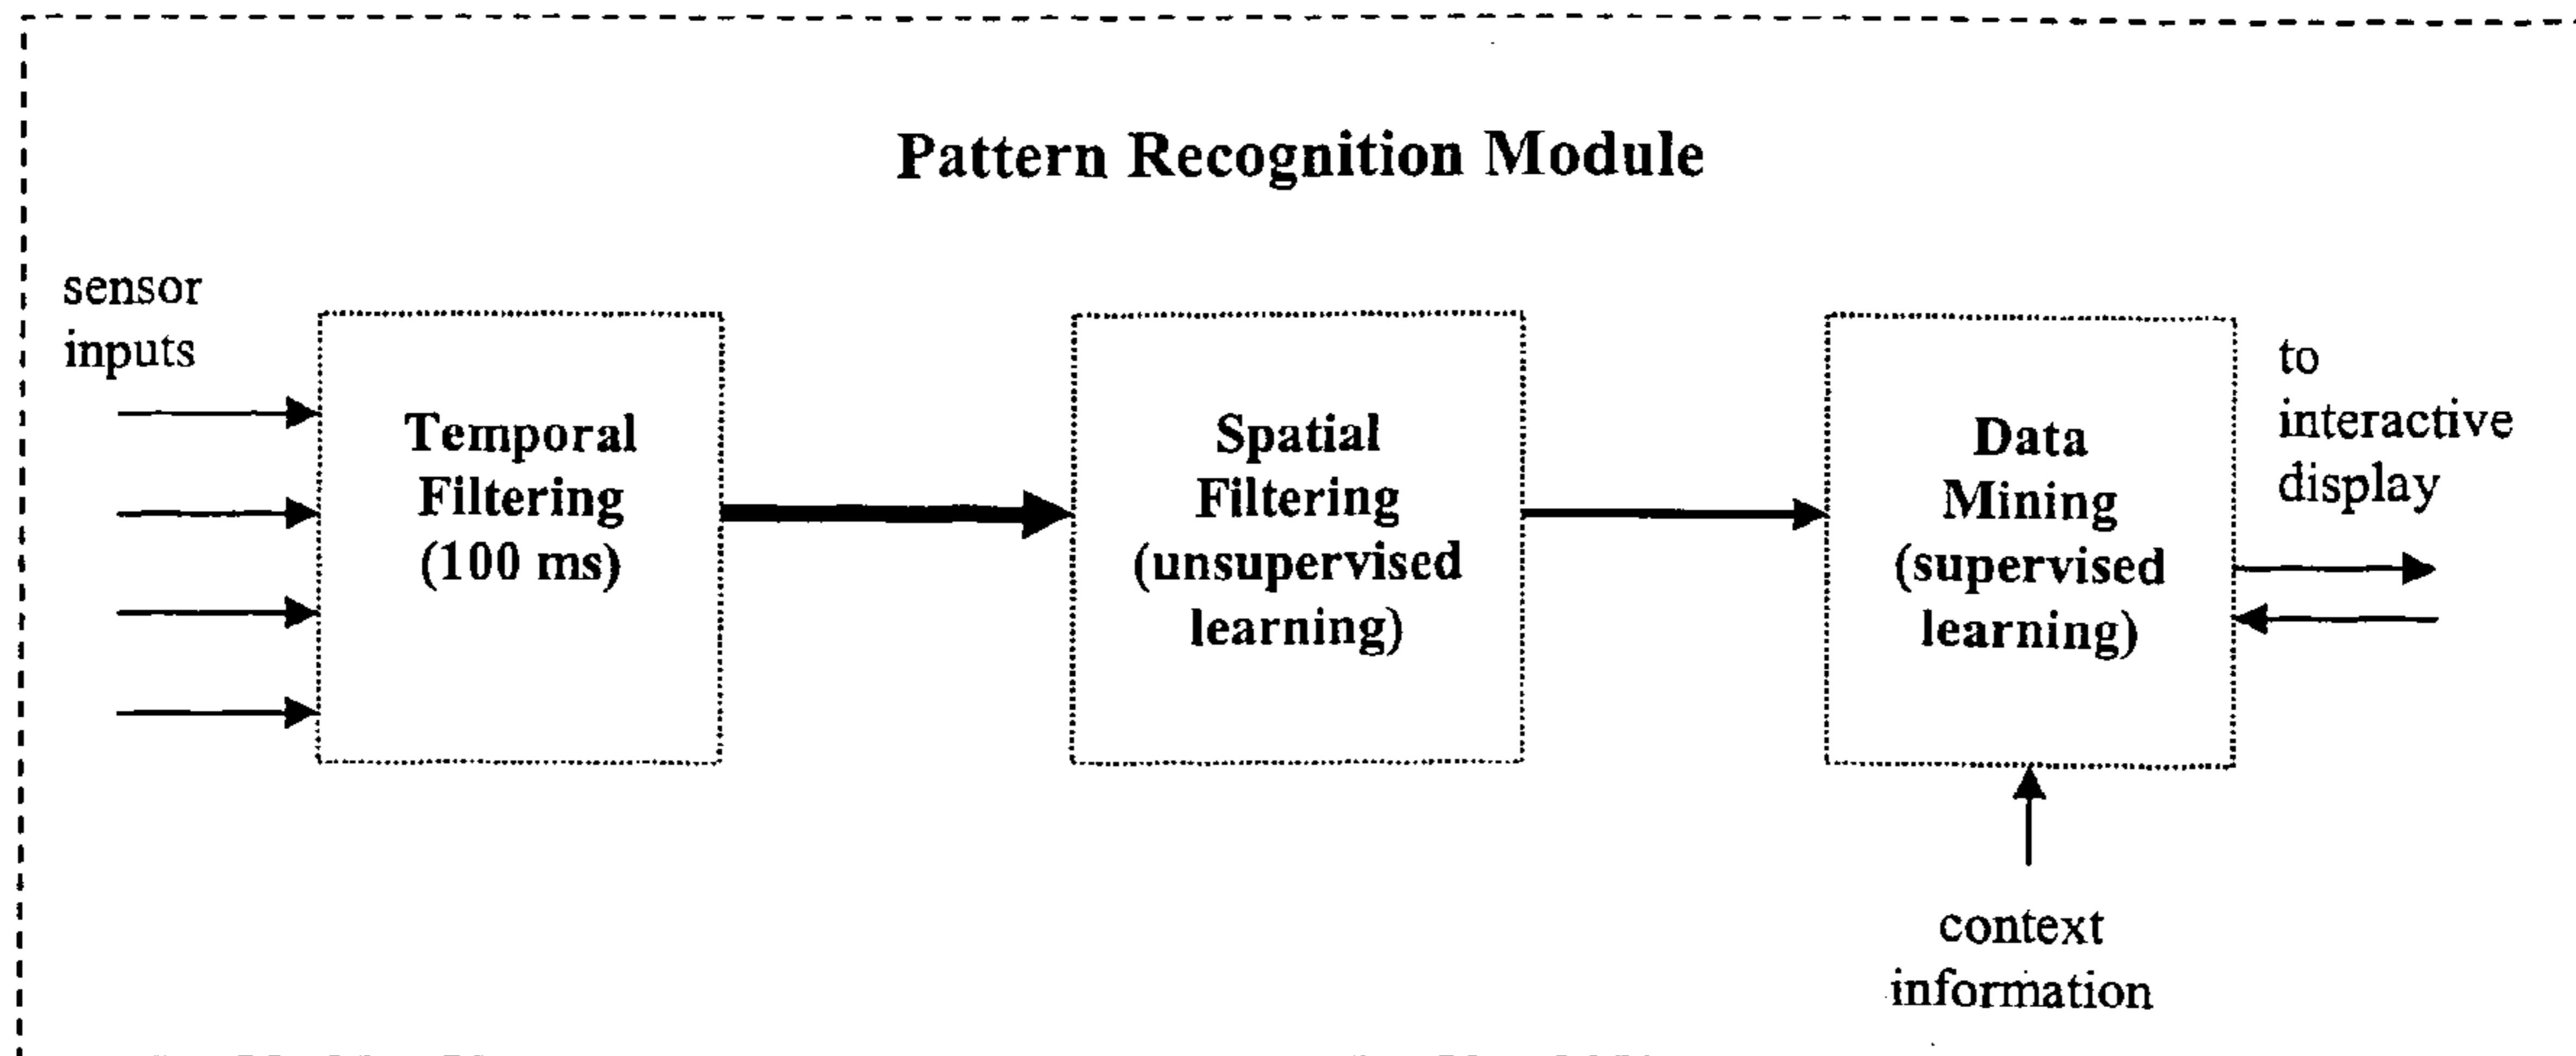 Pattern Recognition Module
sensor
inputs
Temporal
Filtering
(100 ms)
Spatial
Filtering
(unsupervised
learning)
Data
Mining
(supervised
learning)
to
interactive
display
context
information